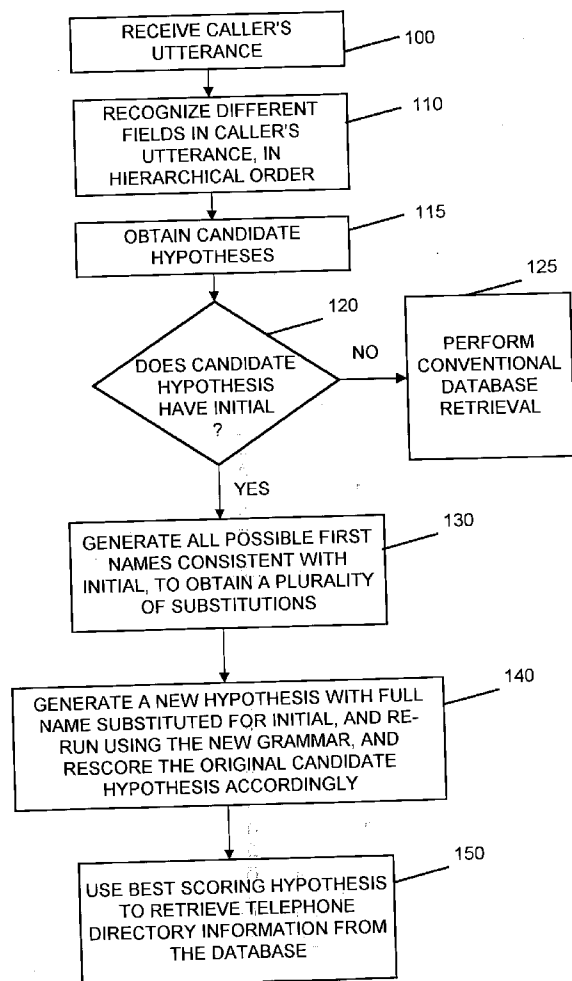 RECEIVE CALLER'S
UTTERANCE
100
RECOGNIZE DIFFERENT
FIELDS IN CALLER'S
UTTERANCE, IN
HIERARCHICAL ORDER
110
OBTAIN CANDIDATE
HYPOTHESES
115
DOES CANDIDATE
HYPOTHESIS
HAVE INITIAL
?
120
NO
PERFORM
CONVENTIONAL
DATABASE
RETRIEVAL
125
YES
GENERATE ALL POSSIBLE FIRST
NAMES CONSISTENT WITH
INITIAL, TO OBTAIN A PLURALITY
OF SUBSTITUTIONS
130
GENERATE A NEW HYPOTHESIS WITH FULL
NAME SUBSTITUTED FOR INITIAL, AND RE-
RUN USING THE NEW GRAMMAR, AND
RESCORE THE ORIGINAL CANDIDATE
HYPOTHESIS ACCORDINGLY
140
USE BEST SCORING HYPOTHESIS
TO RETRIEVE TELEPHONE
DIRECTORY INFORMATION FROM
THE DATABASE
150